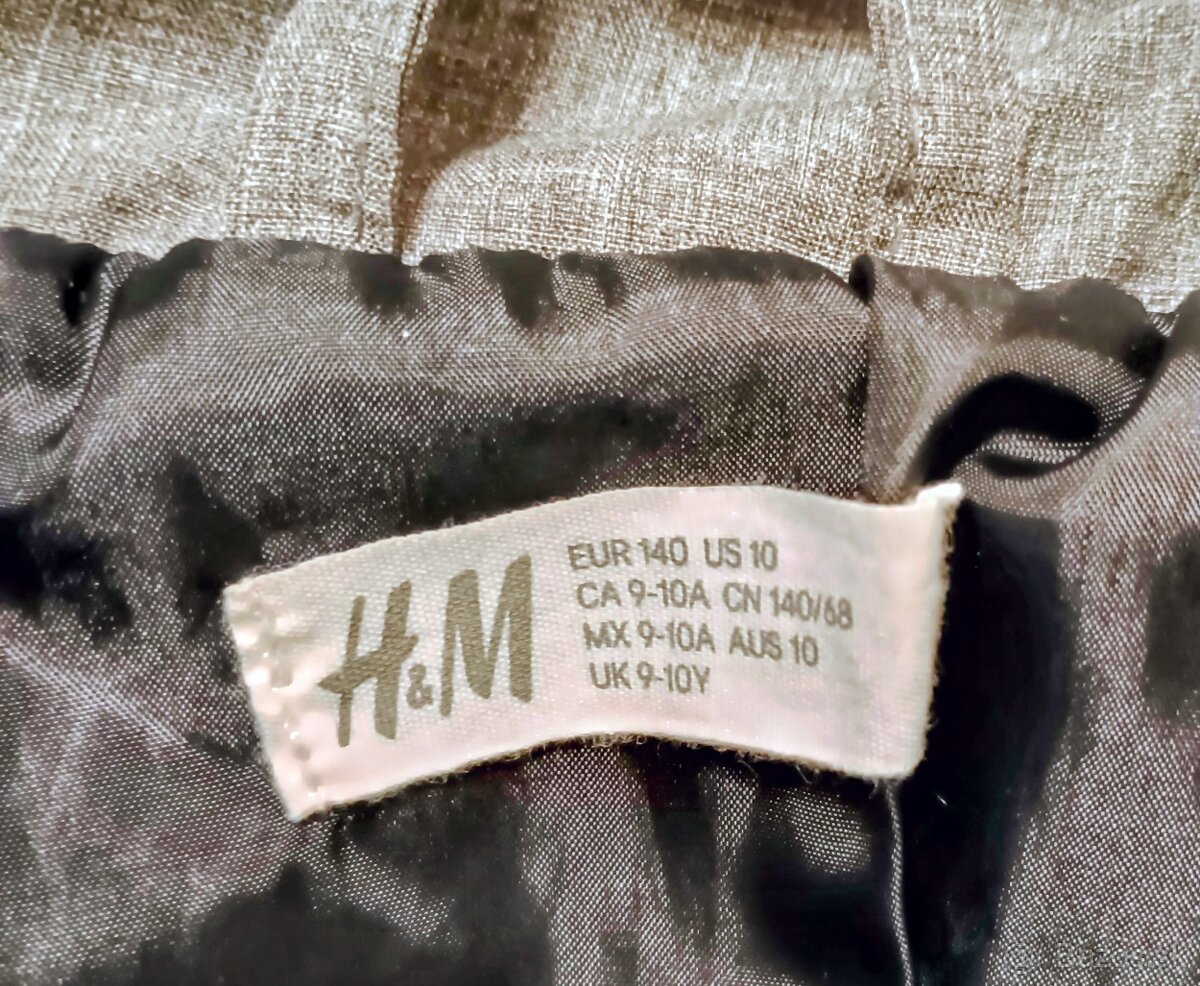 H&M
EUR 140 US 10
CA 9-10A CN 140/68
MX 9-10A AUS 10
UK 9-10Y